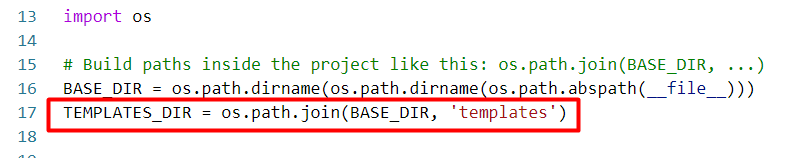 13 import os
14
15 # Build paths inside the project like this: os.path.join(BASE_DIR, ...)
16 BASE_DIR = os.path.dirname(os.path.dirname(os.path.abspath(__file__)))
17 TEMPLATES_DIR = os.path.join(BASE_DIR, 'templates')
18